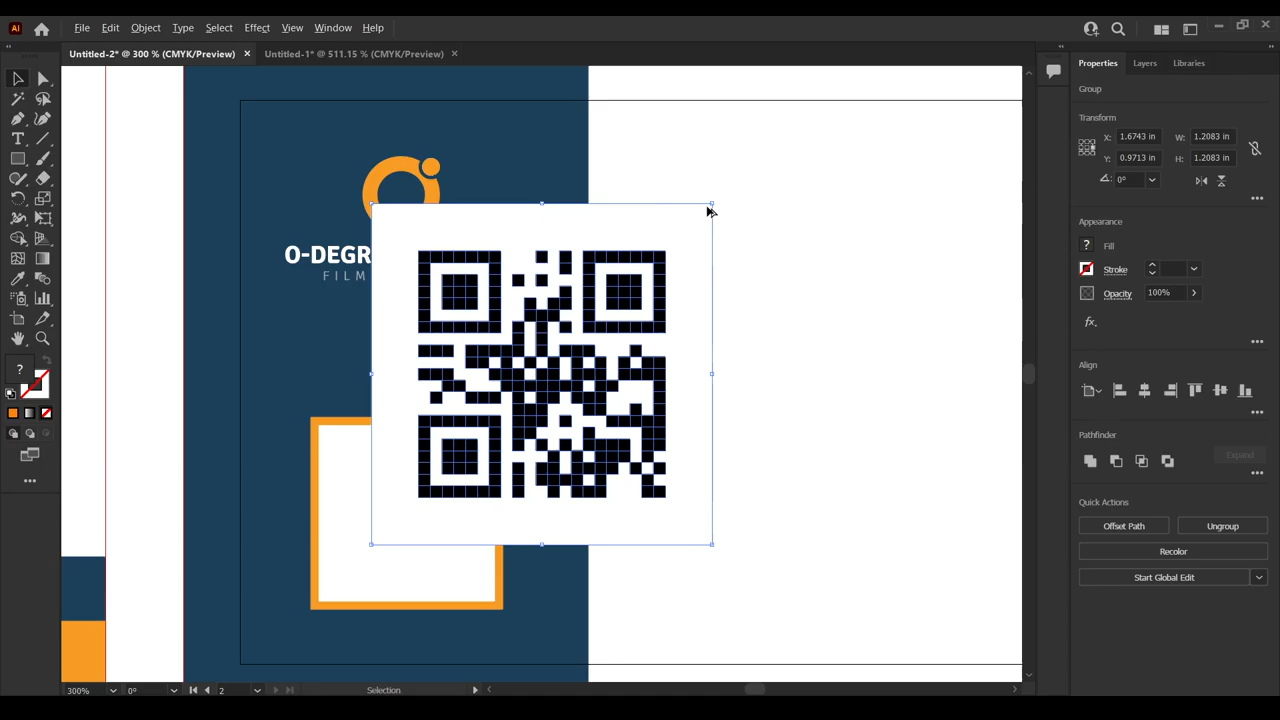 Ai File Edit Object Type Select Effect View Window Help
Untitled-2* @ 300 % (CMYK/Preview) × Untitled-1* @ 511.15 % (CMYK/Preview) ×
Properties Layers Libraries
Group
Transform
X: 1.6743 in W: 1.2083 in
Y: 0.9713 in H: 1.2083 in
0°
Appearance
? Fill
Stroke
Opacity 100%
fx.
Align
Pathfinder
Expand
Quick Actions
Offset Path Ungroup
Recolor
Start Global Edit
O-DEGR
FILM
?
300% 0° 2 Selection